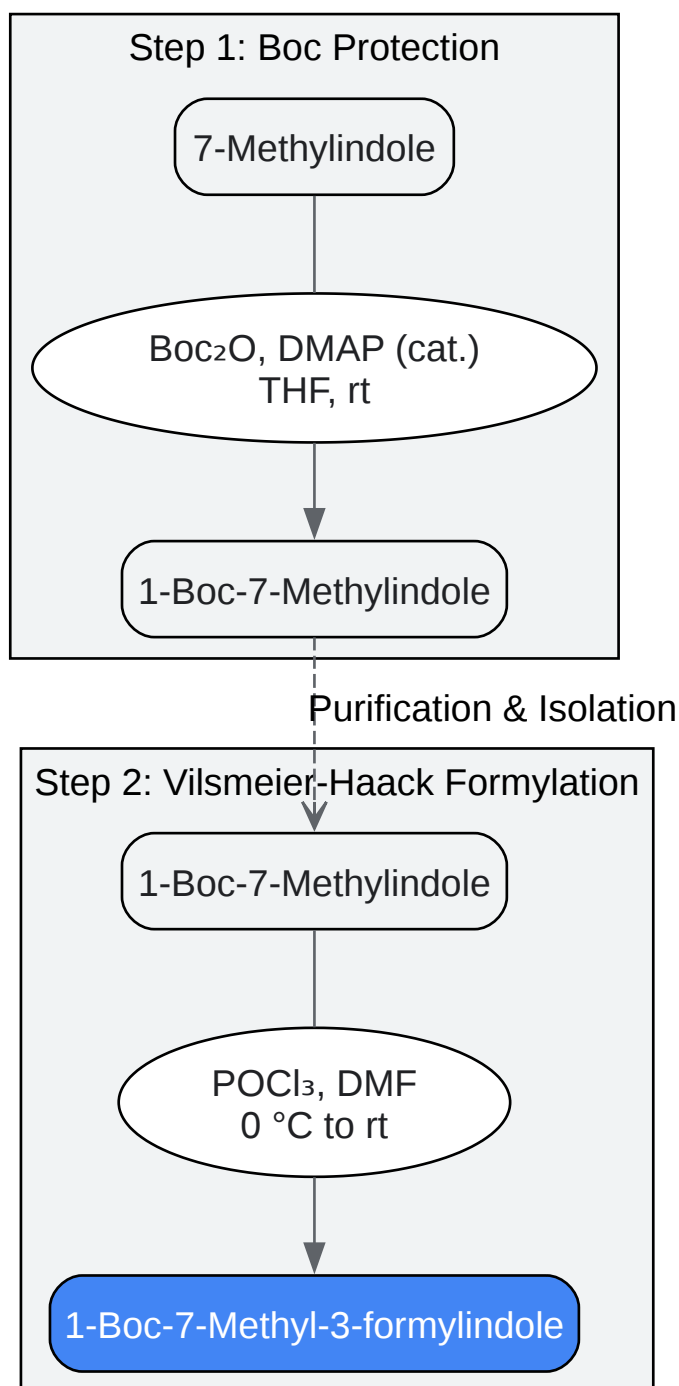 Step 1: Boc Protection
7-Methylindole
Boc₂O, DMAP (cat.)
THF, rt
1-Boc-7-Methylindole
Purification & Isolation
Step 2: Vilsmeier-Haack Formylation
1-Boc-7-Methylindole
POCl₃, DMF
0 °C to rt
1-Boc-7-Methyl-3-formylindole